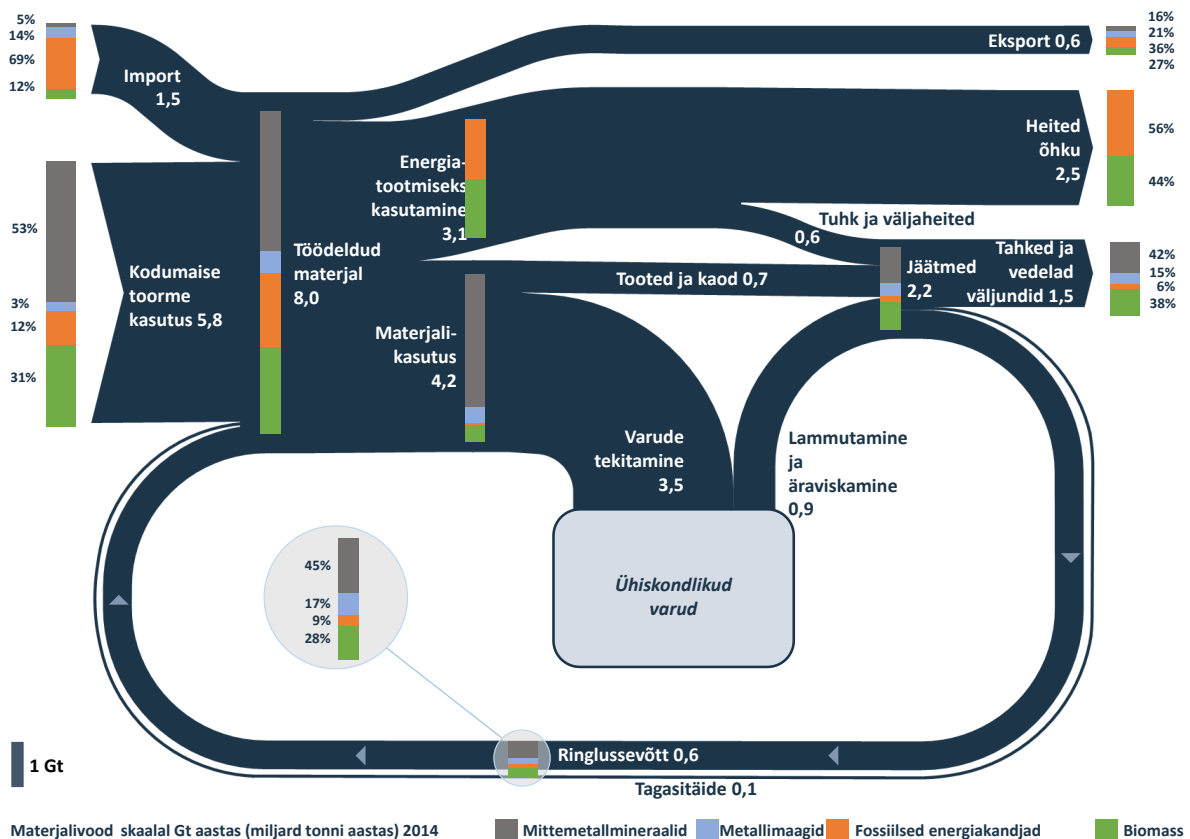 5%
14%
69%
12%
Import
1,5
16%
21%
36%
27%
Eksport 0,6
53%
3%
12%
31%
Kodumaise
toorme
kasutus 5,8
Töödeldud
materjal
8,0
Energia-
tootmiseks
kasutamine
3,1
Heited
õhku
2,5
56%
44%
Tuhk ja väljaheited
0,6
Tooted ja kaod 0,7
Jäätmed
2,2
Tahked ja
vedelad
väljundid 1,5
42%
15%
6%
38%
Materjali-
kasutus
4,2
Varude
tekitamine
3,5
Lammutamine
ja
äraviskamine
0,9
Ühiskondlikud
varud
45%
17%
9%
28%
Ringlussevõtt 0,6
Tagasitäide 0,1
1 Gt
Materjalivood skaalal Gt aastas (miljard tonni aastas) 2014
Mittemetallmineraalid
Metallimaagid
Fossiilsed energiakandjad
Biomass